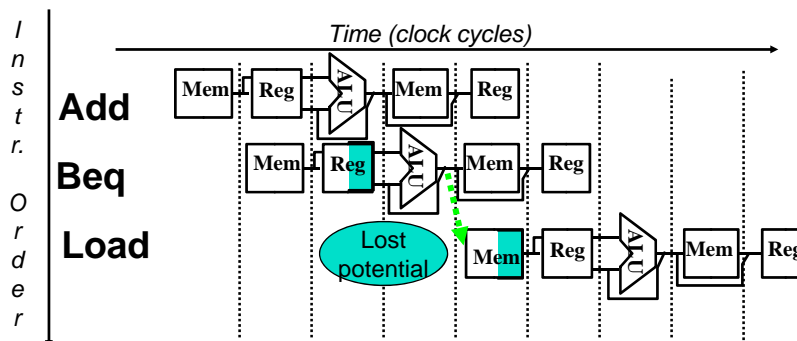 Instr. Order
Time (clock cycles)
Add
Mem Reg ALU Mem Reg
Beq
Mem Reg ALU Mem Reg
Load
Lost
potential
Mem Reg ALU Mem Reg